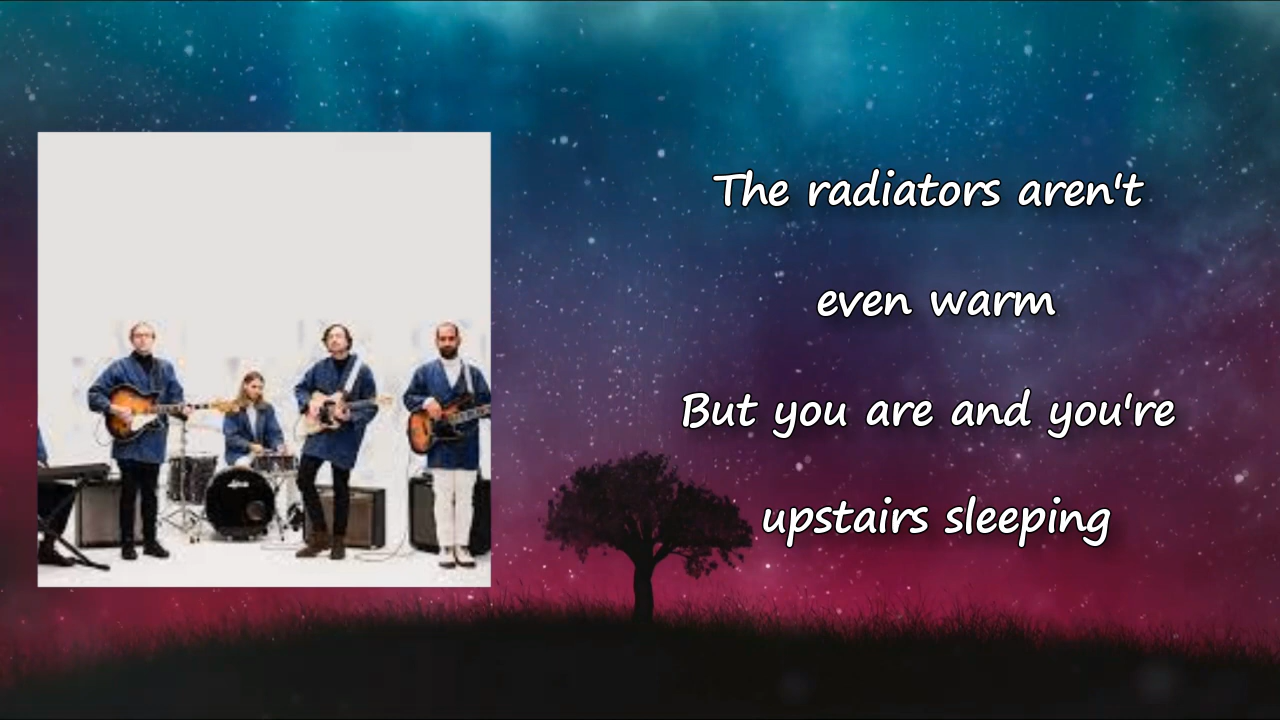 The radiators aren't
even warm
But you are and you're
upstairs sleeping